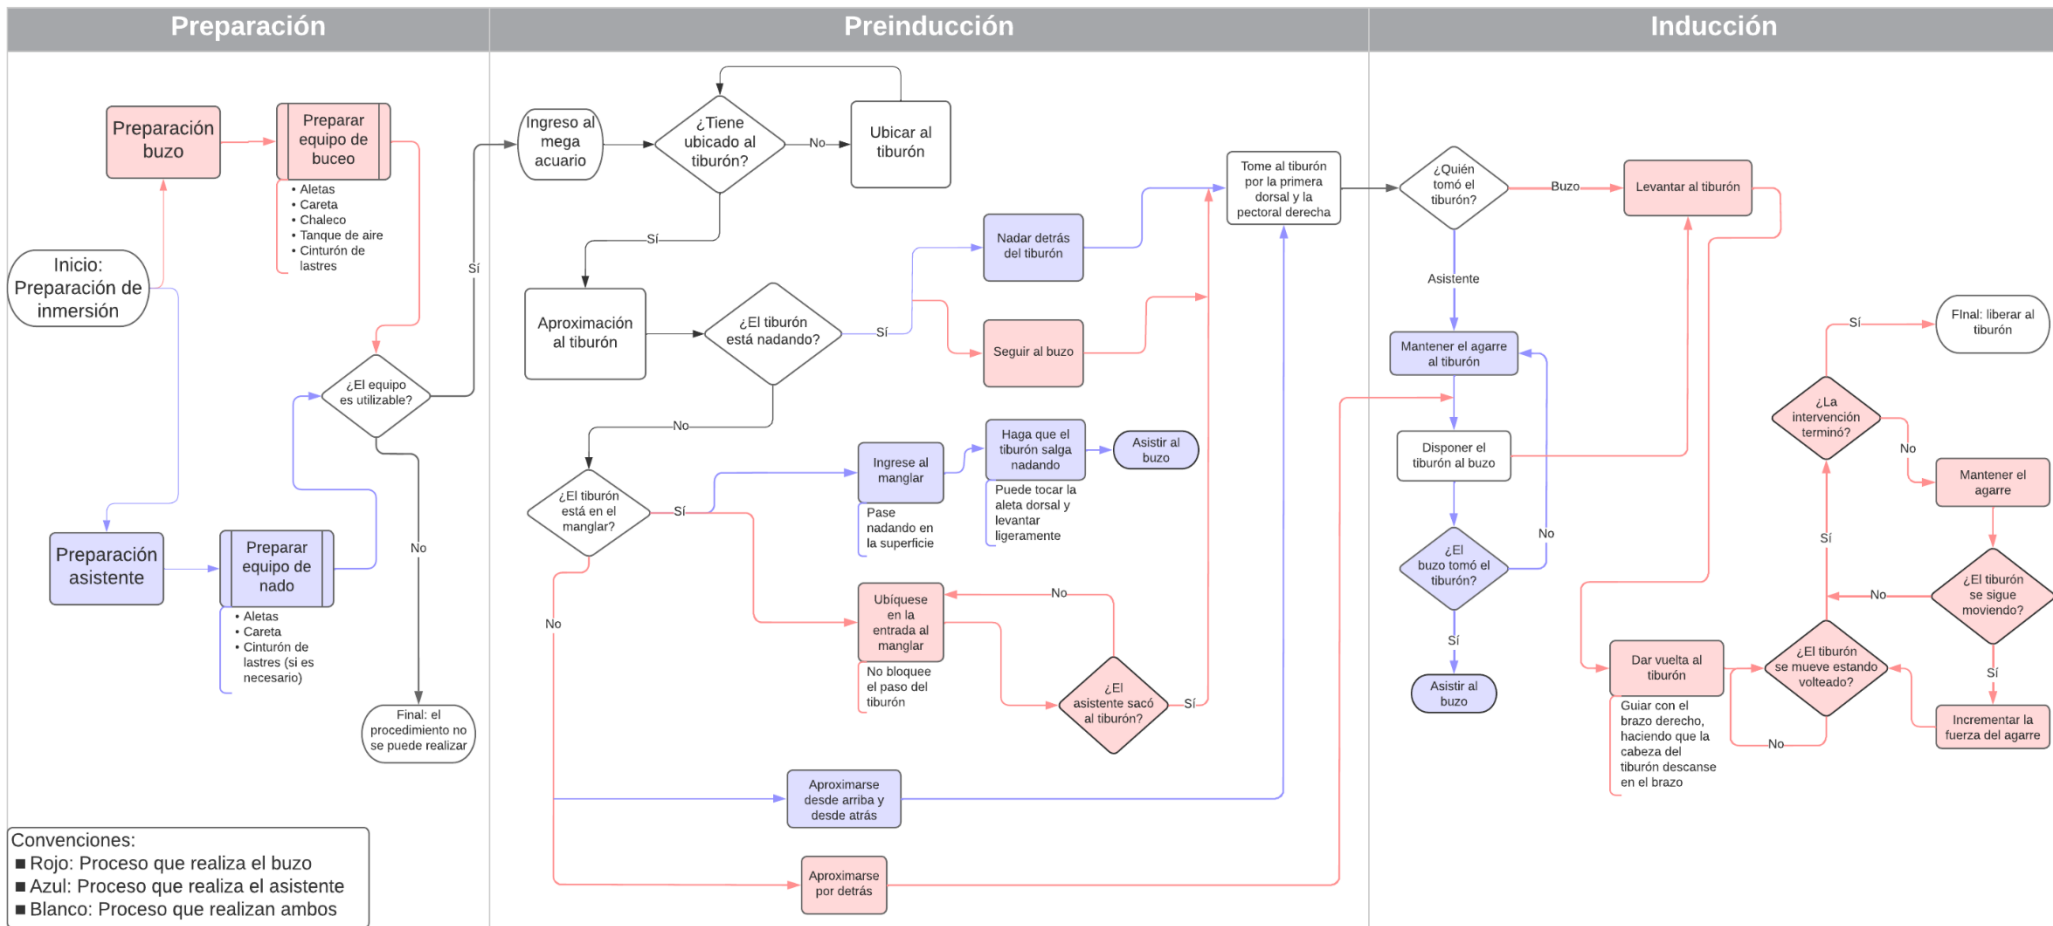 Preparación
Preinducción
Inducción
Preparación
buzo
Preparar
equipo de
buceo
• Aletas
• Careta
• Chaleco
• Tanque de aire
• Cinturón de
lastres
Inicio:
Preparación de
inmersión
¿El equipo
es utilizable?
Sí
No
Preparación
asistente
Preparar
equipo de
nado
• Aletas
• Careta
• Cinturón de
lastres (si es
necesario)
Final: el
procedimiento no
se puede realizar
Convenciones:
■ Rojo: Proceso que realiza el buzo
■ Azul: Proceso que realiza el asistente
■ Blanco: Proceso que realizan ambos
Ingreso al
mega
acuario
¿Tiene
ubicado al
tiburón?
No
Ubicar al
tiburón
Sí
Aproximación
al tiburón
¿El tiburón
está nadando?
Sí
Nadar detrás
del tiburón
Seguir al buzo
Tome al tiburón
por la primera
dorsal y la
pectoral derecha
No
¿El tiburón
está en el
manglar?
Sí
Ingrese al
manglar
Pase
nadando en
la superficie
Haga que el
tiburón salga
nadando
Puede tocar la
aleta dorsal y
levantar
ligeramente
Asistir al
buzo
No
Ubíquese
en la
entrada al
manglar
No bloquee
el paso del
tiburón
No
¿El
asistente sacó
al tiburón?
Sí
Aproximarse
desde arriba y
desde atrás
Aproximarse
por detrás
¿Quién
tomó el
tiburón?
Buzo
Levantar al tiburón
Asistente
Mantener el agarre
al tiburón
Disponer el
tiburón al buzo
No
¿El
buzo tomó el
tiburón?
Sí
Asistir al
buzo
Sí
FInal: liberar al
tiburón
¿La
intervención
terminó?
No
Mantener el
agarre
Sí
¿El tiburón
se sigue
moviendo?
No
Dar vuelta al
tiburón
Guiar con el
brazo derecho,
haciendo que la
cabeza del
tiburón descanse
en el brazo
¿El tiburón
se mueve estando
volteado?
Sí
No
Incrementar la
fuerza del agarre